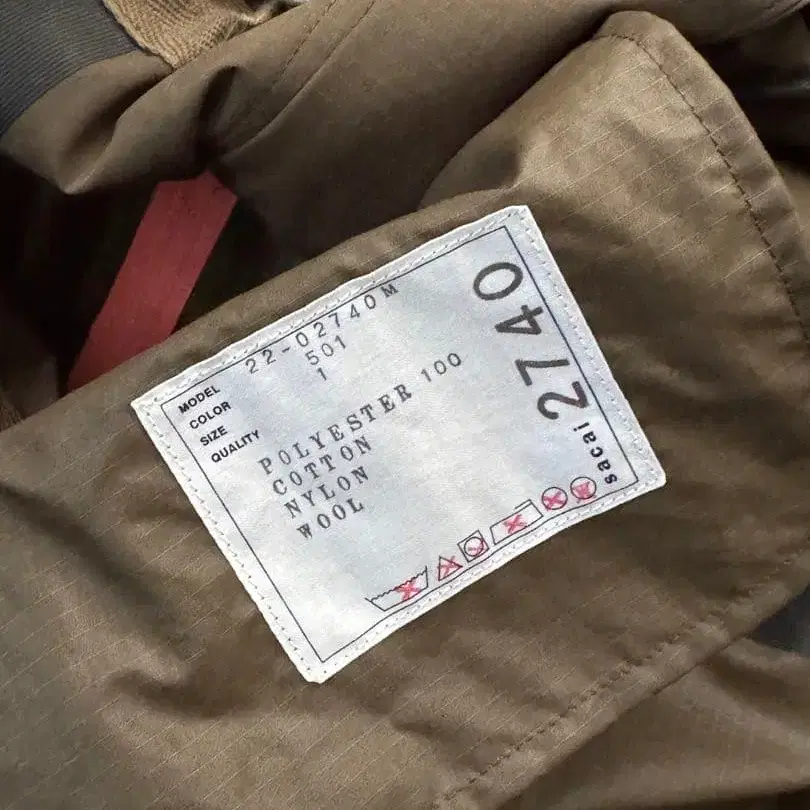 MODEL 22-02740M
COLOR 501
SIZE 1
QUALITY
POLYESTER 100
COTTON
NYLON
WOOL
sacai 2740